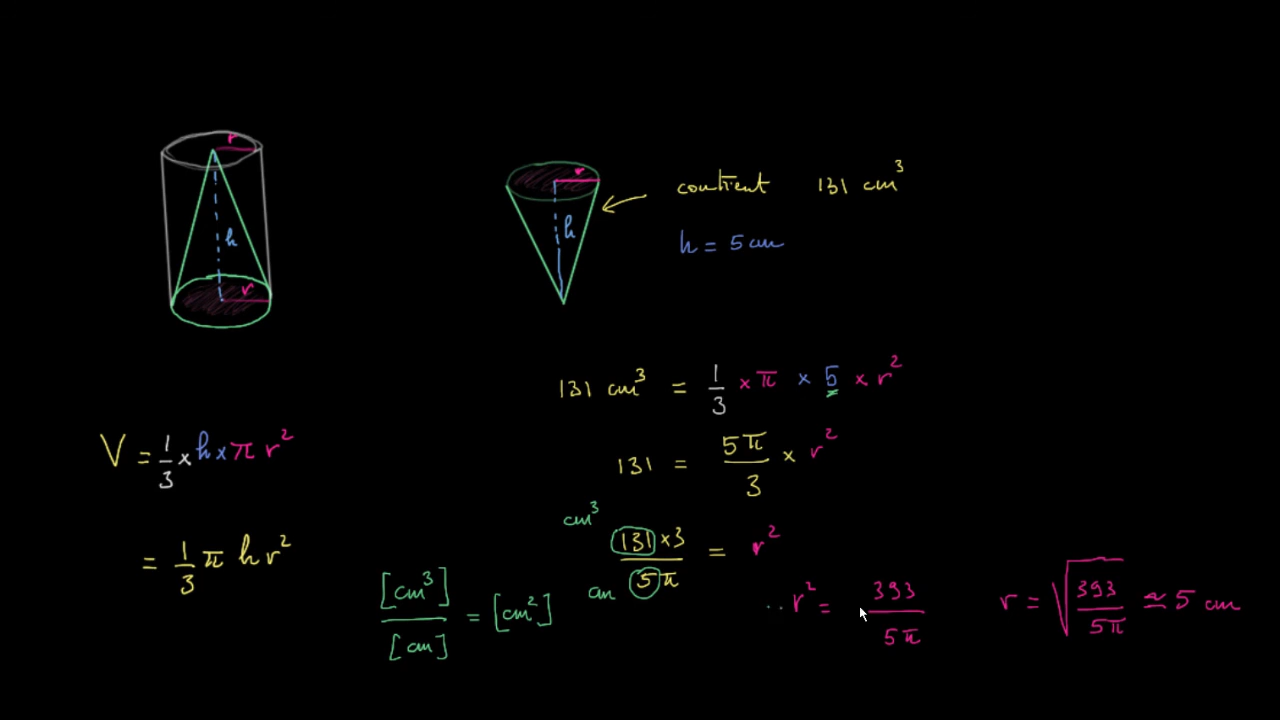 r
h
r
r
h
contient 131 cm³
h = 5 cm
131 cm³ = 1/3 × π × 5 × r²
V = 1/3 × h × π r²
131 = 5π/3 × r²
= 1/3 π h r²
cm³
131 × 3 / 5π = r²
cm
[cm³]/[cm] = [cm²]
.. r² = 393/5π
r = √(393/5π) ≃ 5 cm